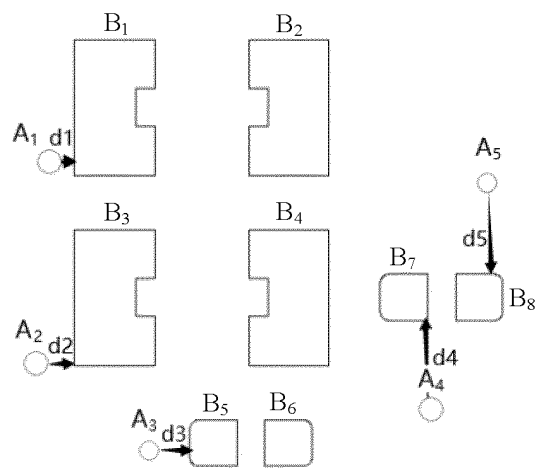 B₁ B₂
A₁ d1
A₅
B₃ B₄
d5
B₇
B₈
A₂ d2
d4
A₄
B₅ B₆
A₃ d3